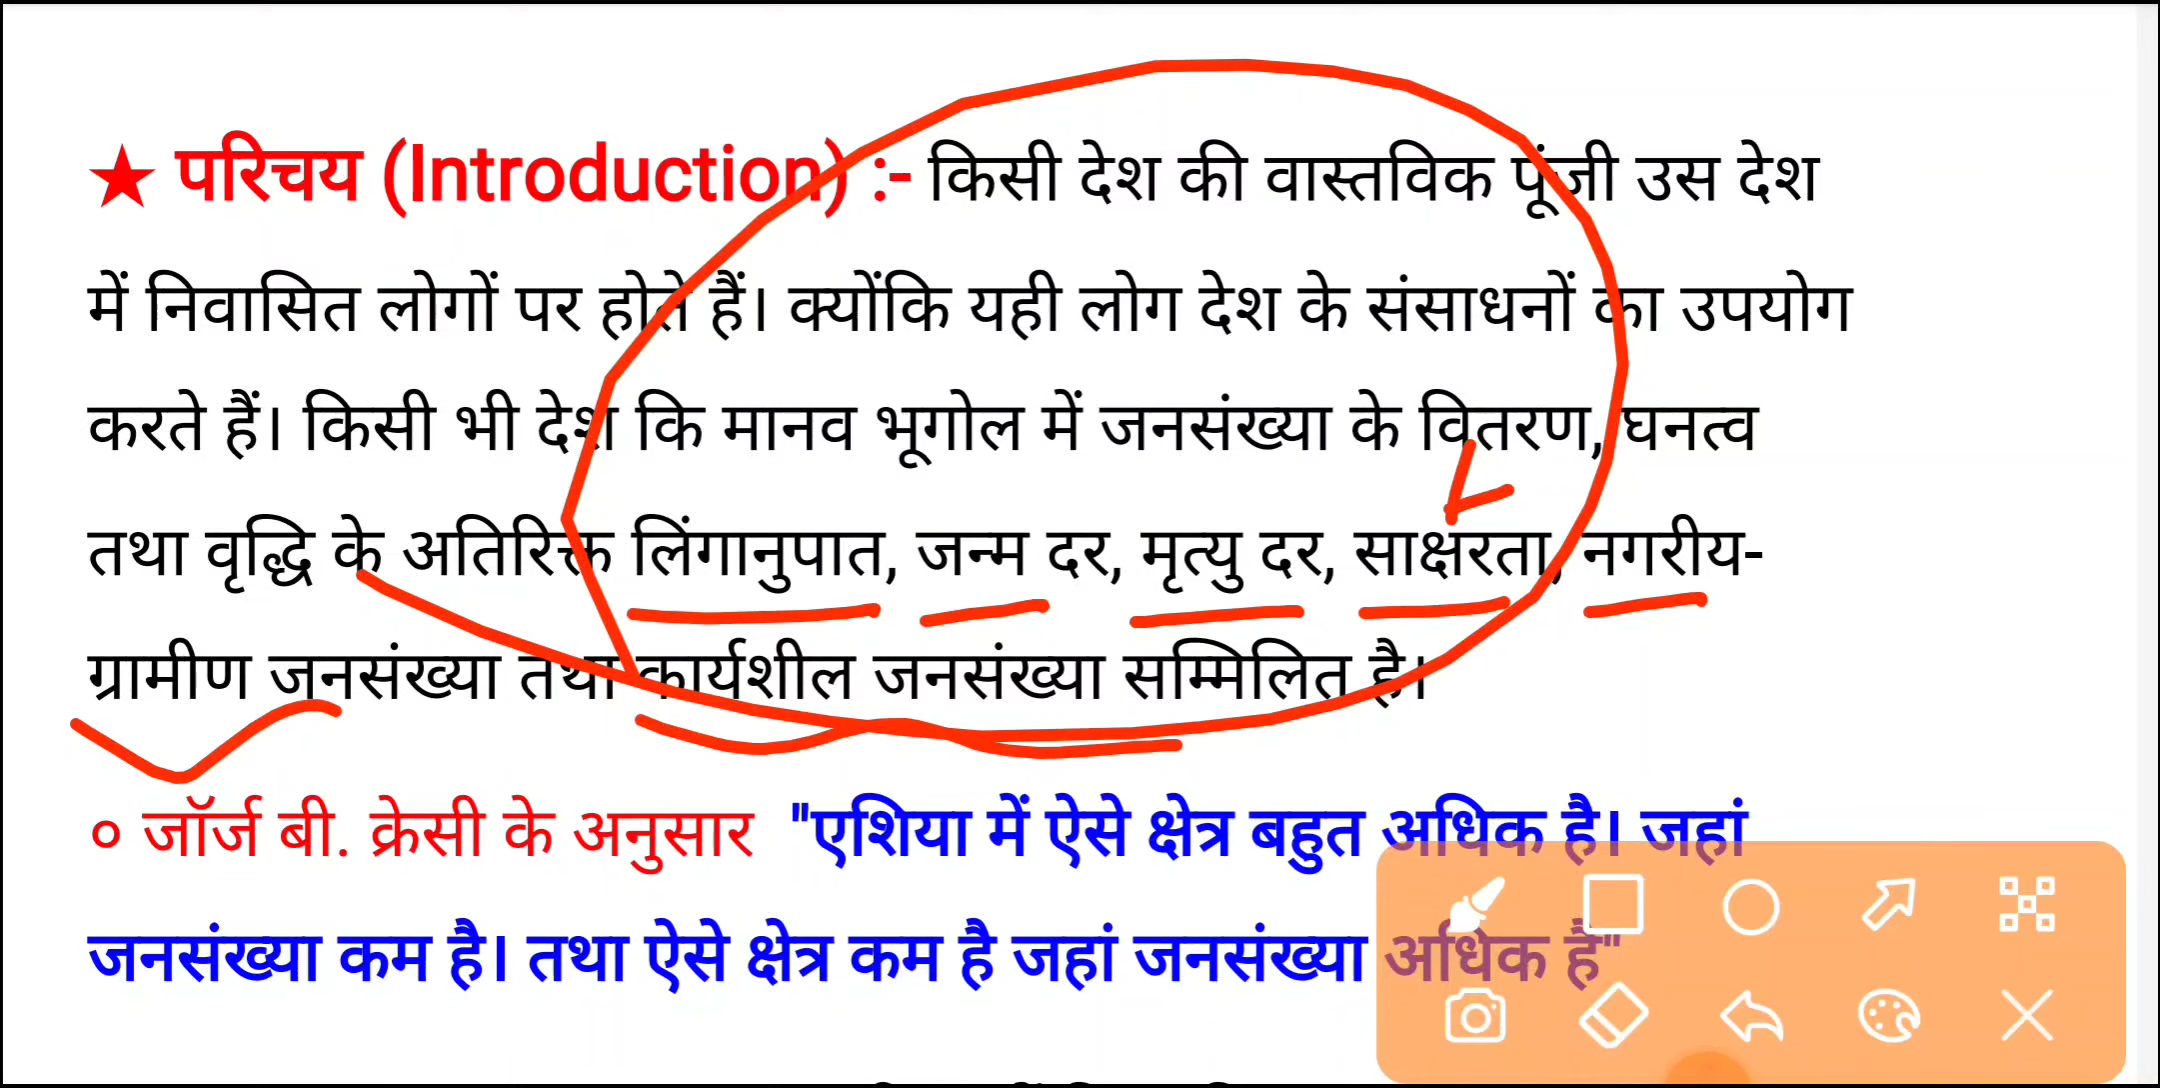 ★ परिचय (Introduction) :- किसी देश की वास्तविक पूंजी उस देश
में निवासित लोगों पर होते हैं। क्योंकि यही लोग देश के संसाधनों का उपयोग
करते हैं। किसी भी देश कि मानव भूगोल में जनसंख्या के वितरण, घनत्व
तथा वृद्धि के अतिरिक्त लिंगानुपात, जन्म दर, मृत्यु दर, साक्षरता, नगरीय-
ग्रामीण जनसंख्या तथा कार्यशील जनसंख्या सम्मिलित है।
० जॉर्ज बी. क्रेसी के अनुसार "एशिया में ऐसे क्षेत्र बहुत अधिक है। जहां
जनसंख्या कम है। तथा ऐसे क्षेत्र कम है जहां जनसंख्या अधिक है"